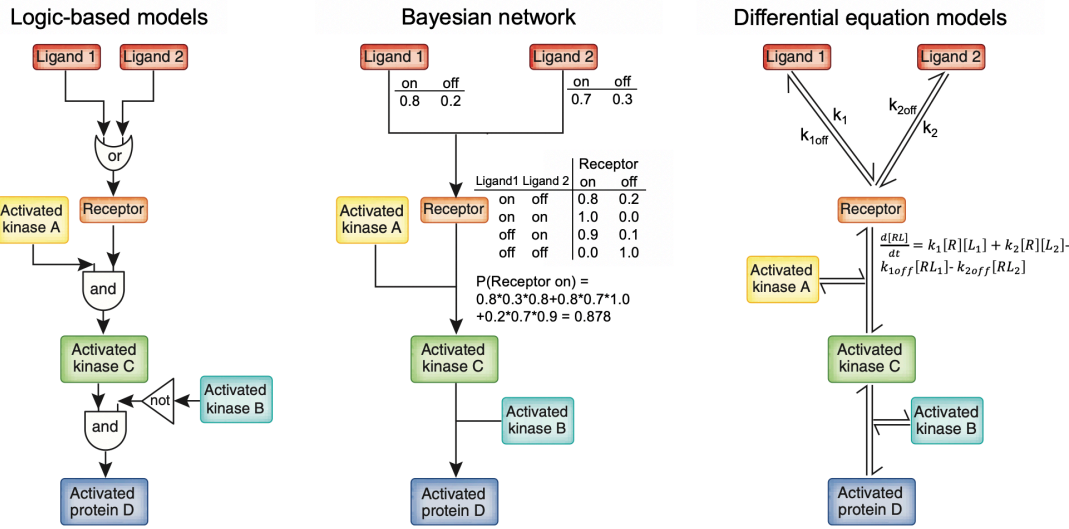 Logic-based models
Ligand 1
Ligand 2
or
Activated
kinase A
Receptor
and
Activated
kinase C
not
Activated
kinase B
and
Activated
protein D
Bayesian network
Ligand 1
Ligand 2
on off
0.8 0.2
on off
0.7 0.3
Receptor
Ligand1 Ligand 2 on off
on off 0.8 0.2
on on 1.0 0.0
off on 0.9 0.1
off off 0.0 1.0
Activated
kinase A
Receptor
P(Receptor on) =
0.8*0.3*0.8+0.8*0.7*1.0
+0.2*0.7*0.9 = 0.878
Activated
kinase C
Activated
kinase B
Activated
protein D
Differential equation models
Ligand 1
Ligand 2
k₁
k₁off
k₂off
k₂
Receptor
d[RL]/dt = k₁[R][L₁] + k₂[R][L₂]-
k₁off[RL₁]- k₂off[RL₂]
Activated
kinase A
Activated
kinase C
Activated
kinase B
Activated
protein D